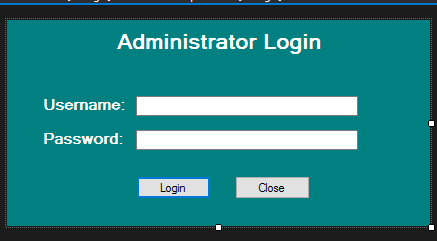 Administrator Login
Username:
Password:
Login Close